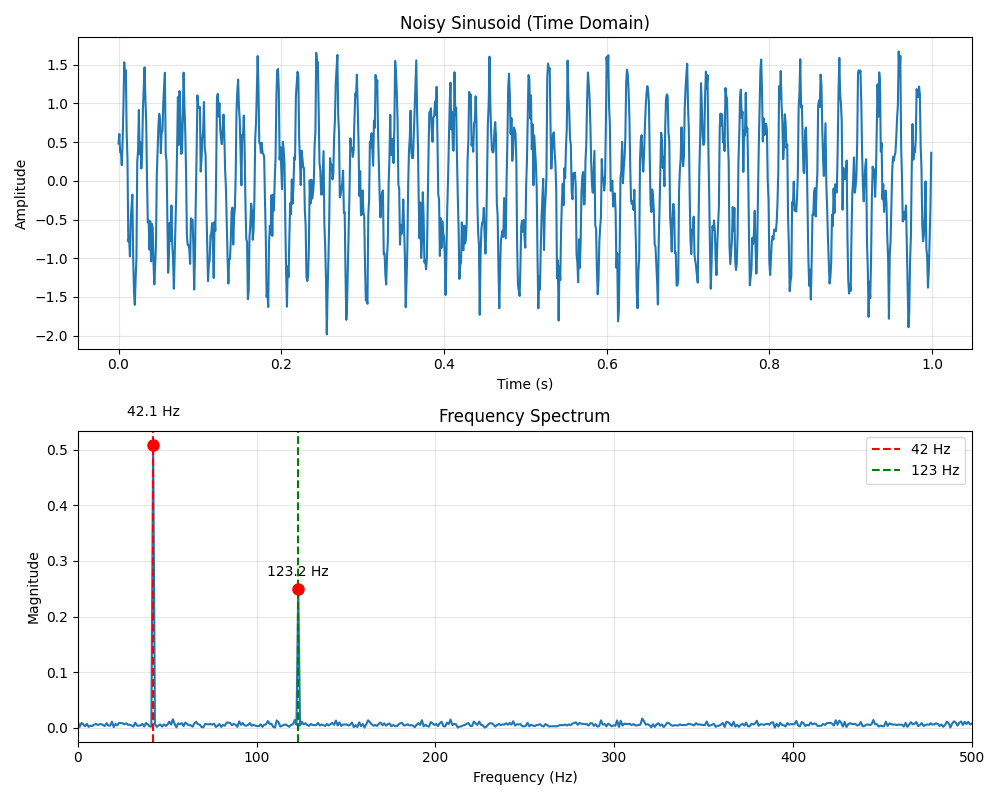 Noisy Sinusoid (Time Domain)
1.5
1.0
0.5
0.0
−0.5
−1.0
−1.5
−2.0
Amplitude
0.0 0.2 0.4 0.6 0.8 1.0
Time (s)
42.1 Hz
Frequency Spectrum
42 Hz
123 Hz
123.2 Hz
0.5
0.4
0.3
0.2
0.1
0.0
Magnitude
0 100 200 300 400 500
Frequency (Hz)